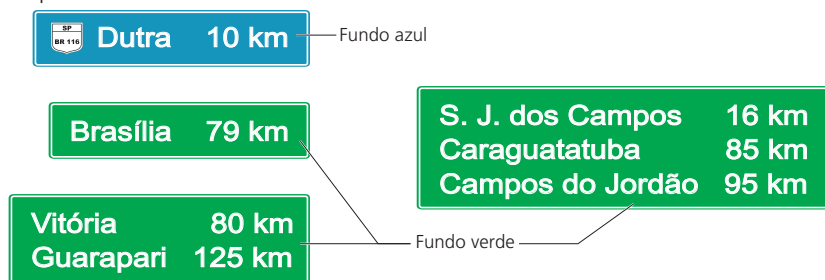 SP
BR 116
Dutra 10 km
Fundo azul
Brasília 79 km
S. J. dos Campos 16 km
Caraguatatuba 85 km
Campos do Jordão 95 km
Vitória 80 km
Guarapari 125 km
Fundo verde